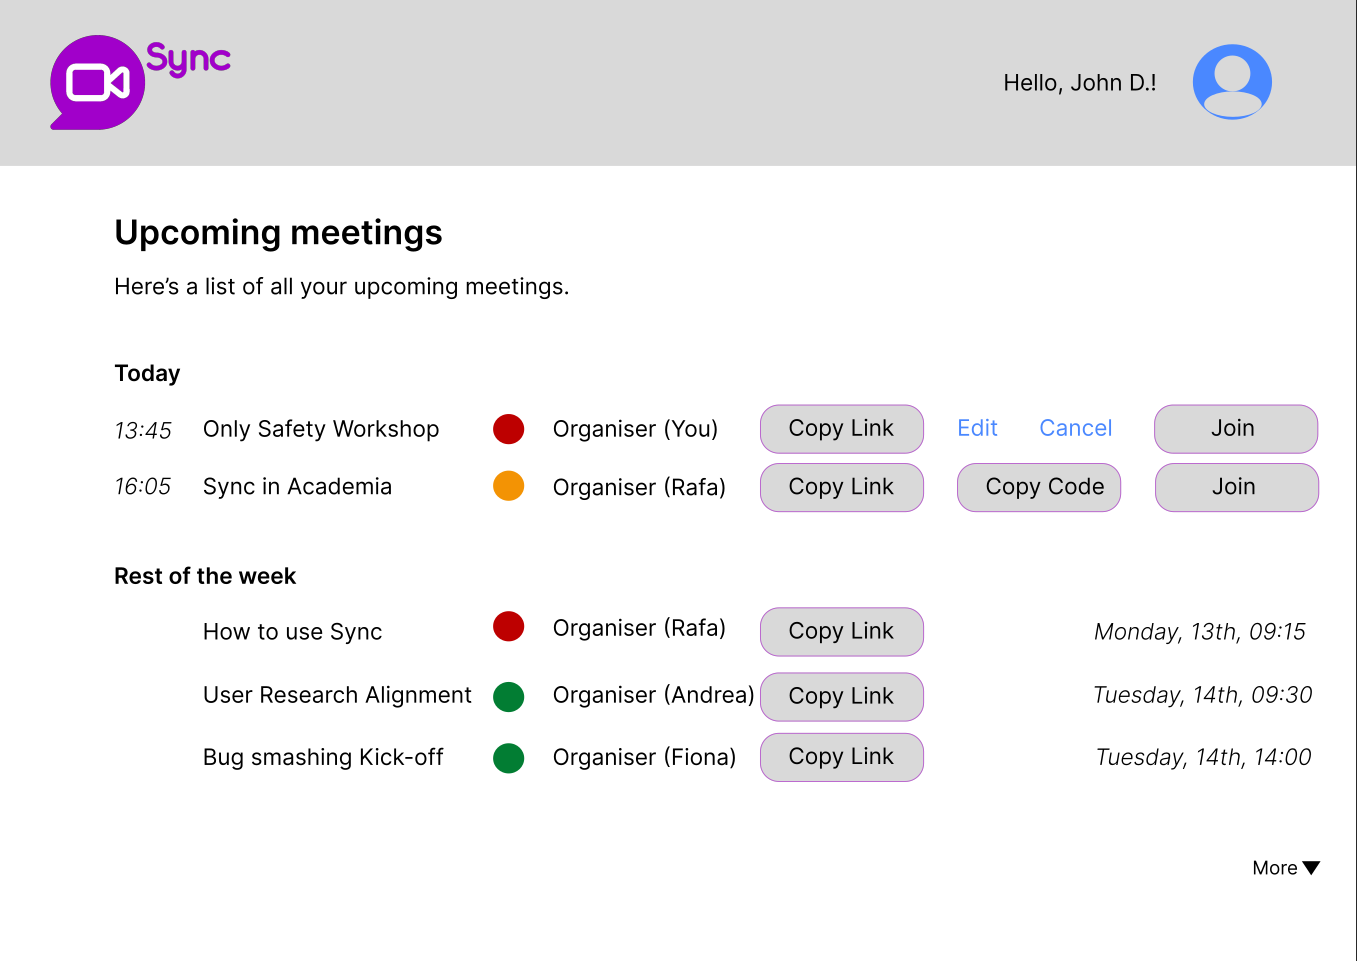 Sync
Hello, John D.!
Upcoming meetings
Here’s a list of all your upcoming meetings.
Today
13:45 Only Safety Workshop Organiser (You) Copy Link Edit Cancel Join
16:05 Sync in Academia Organiser (Rafa) Copy Link Copy Code Join
Rest of the week
How to use Sync Organiser (Rafa) Copy Link Monday, 13th, 09:15
User Research Alignment Organiser (Andrea) Copy Link Tuesday, 14th, 09:30
Bug smashing Kick-off Organiser (Fiona) Copy Link Tuesday, 14th, 14:00
More